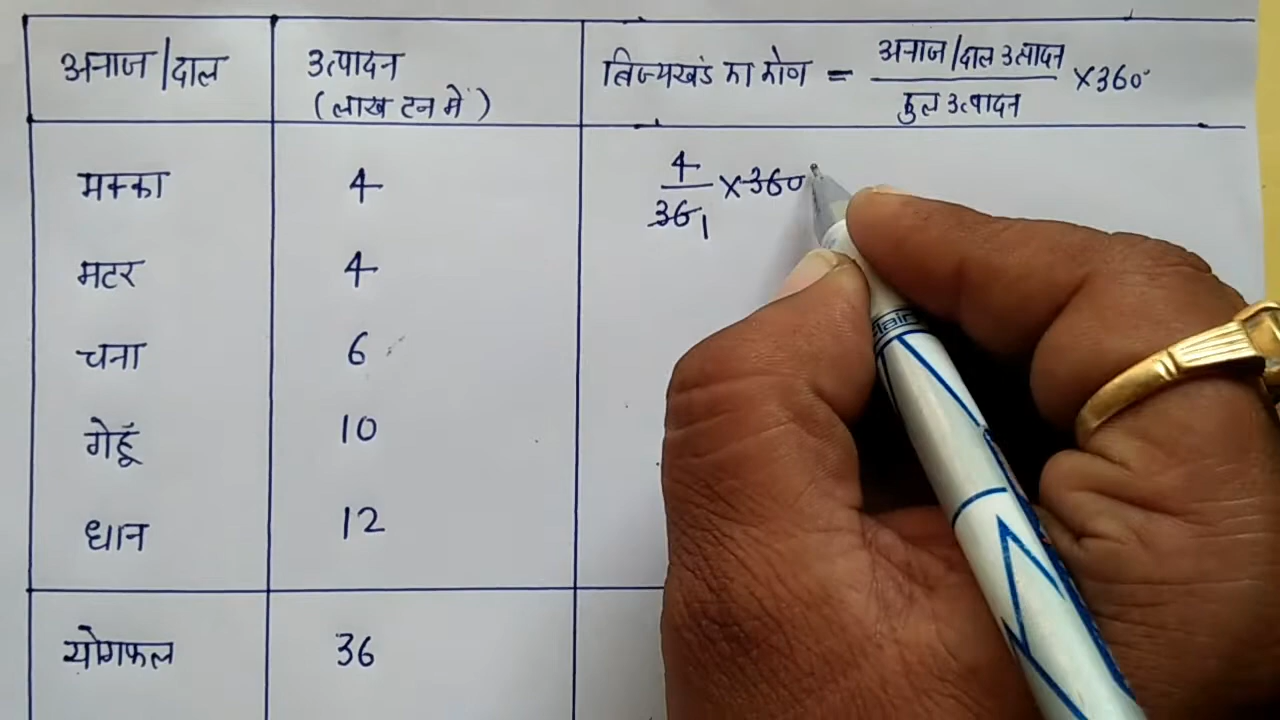 अनाज/दाल
उत्पादन
(लाख टन में)
त्रिज्यखंड का कोण = अनाज/दाल उत्पादन / कुल उत्पादन ×360°
मक्का 4 4/36 1 ×360
मटर 4
चना 6
गेहूँ 10
धान 12
योगफल 36